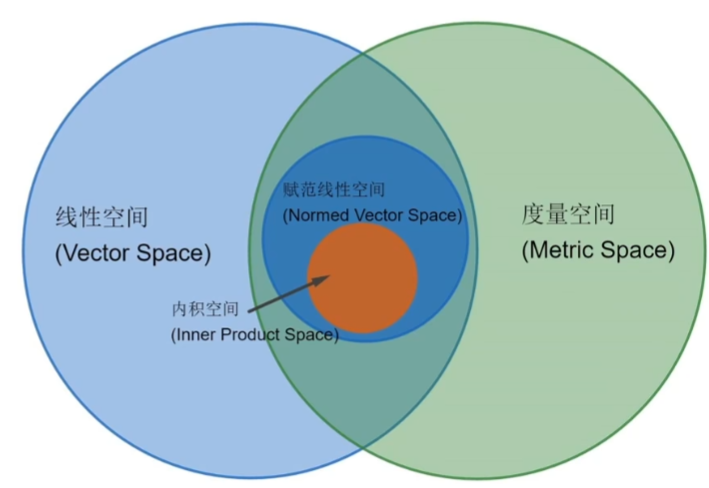 赋范线性空间
(Normed Vector Space)
线性空间
(Vector Space)
度量空间
(Metric Space)
内积空间
(Inner Product Space)